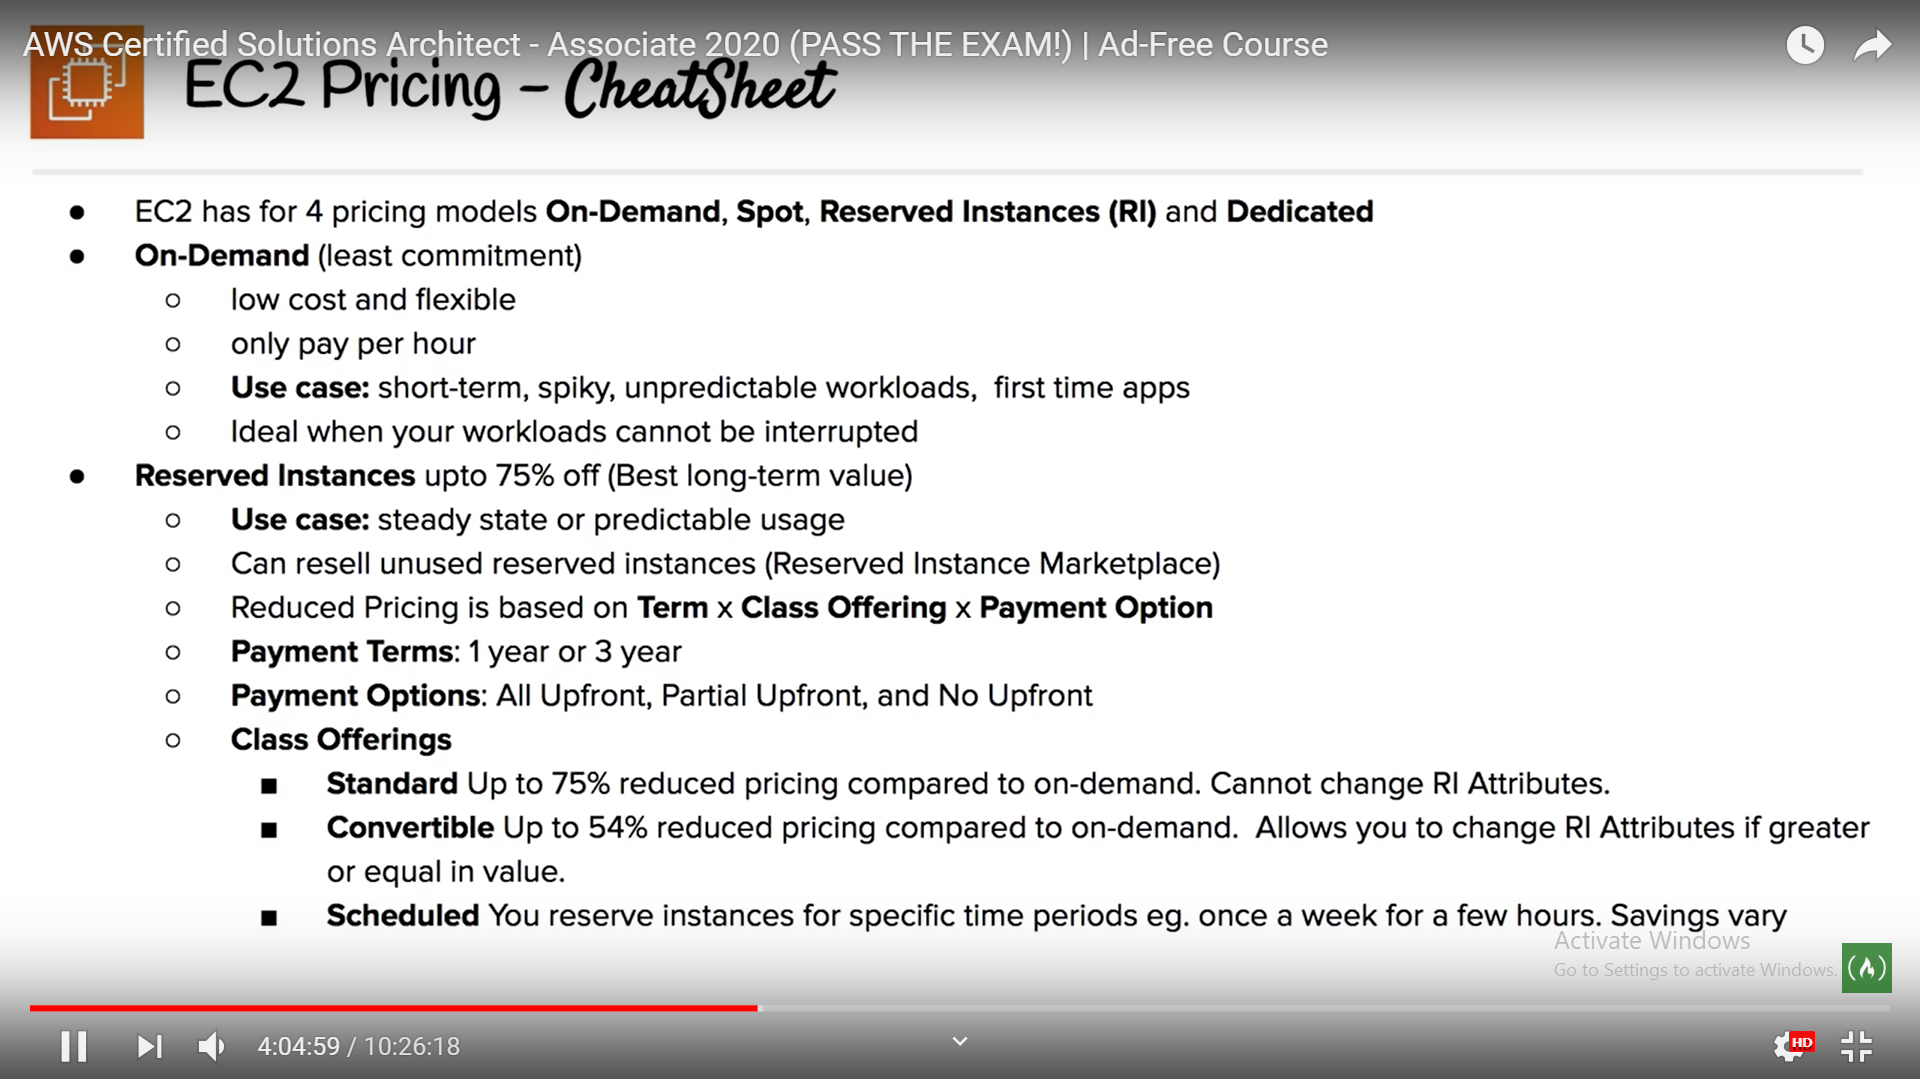 AWS Certified Solutions Architect - Associate 2020 (PASS THE EXAM!) | Ad-Free Course
EC2 Pricing - CheatSheet
● EC2 has for 4 pricing models On-Demand, Spot, Reserved Instances (RI) and Dedicated
● On-Demand (least commitment)
○ low cost and flexible
○ only pay per hour
○ Use case: short-term, spiky, unpredictable workloads,  first time apps
○ Ideal when your workloads cannot be interrupted
● Reserved Instances upto 75% off (Best long-term value)
○ Use case: steady state or predictable usage
○ Can resell unused reserved instances (Reserved Instance Marketplace)
○ Reduced Pricing is based on Term x Class Offering x Payment Option
○ Payment Terms: 1 year or 3 year
○ Payment Options: All Upfront, Partial Upfront, and No Upfront
○ Class Offerings
■ Standard Up to 75% reduced pricing compared to on-demand. Cannot change RI Attributes.
■ Convertible Up to 54% reduced pricing compared to on-demand.  Allows you to change RI Attributes if greater
or equal in value.
■ Scheduled You reserve instances for specific time periods eg. once a week for a few hours. Savings vary
Activate Windows
Go to Settings to activate Windows.
4:04:59 / 10:26:18
HD